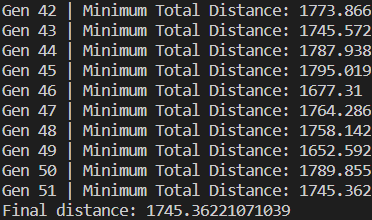 Gen 42 | Minimum Total Distance: 1773.866
Gen 43 | Minimum Total Distance: 1745.572
Gen 44 | Minimum Total Distance: 1787.938
Gen 45 | Minimum Total Distance: 1795.019
Gen 46 | Minimum Total Distance: 1677.31
Gen 47 | Minimum Total Distance: 1764.286
Gen 48 | Minimum Total Distance: 1758.142
Gen 49 | Minimum Total Distance: 1652.592
Gen 50 | Minimum Total Distance: 1789.855
Gen 51 | Minimum Total Distance: 1745.362
Final distance: 1745.36221071039